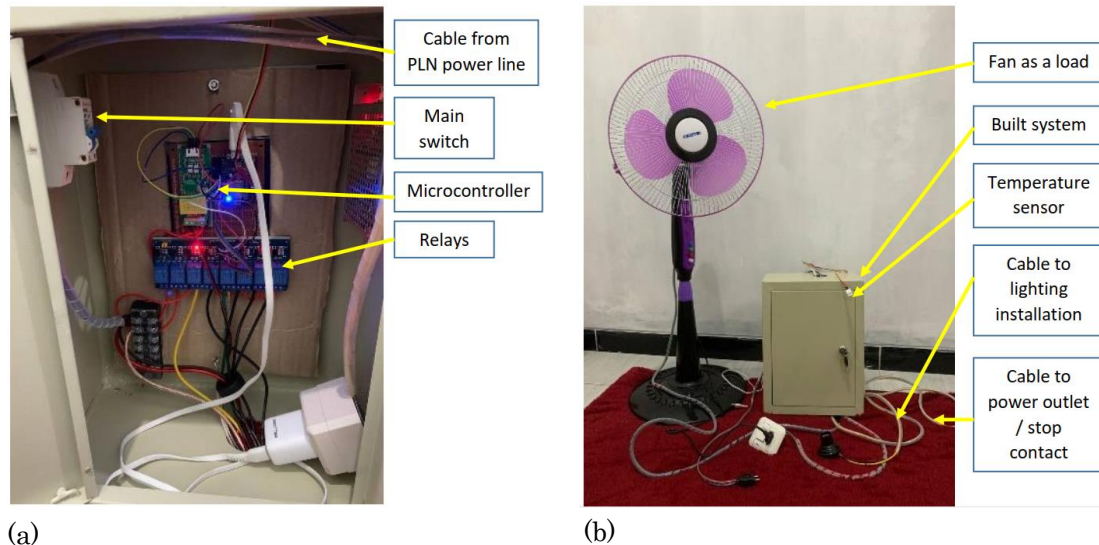 Cable from
PLN power line
Main
switch
Microcontroller
Relays
(a)
Fan as a load
Built system
Temperature
sensor
Cable to
lighting
installation
Cable to
power outlet
/ stop
contact
(b)